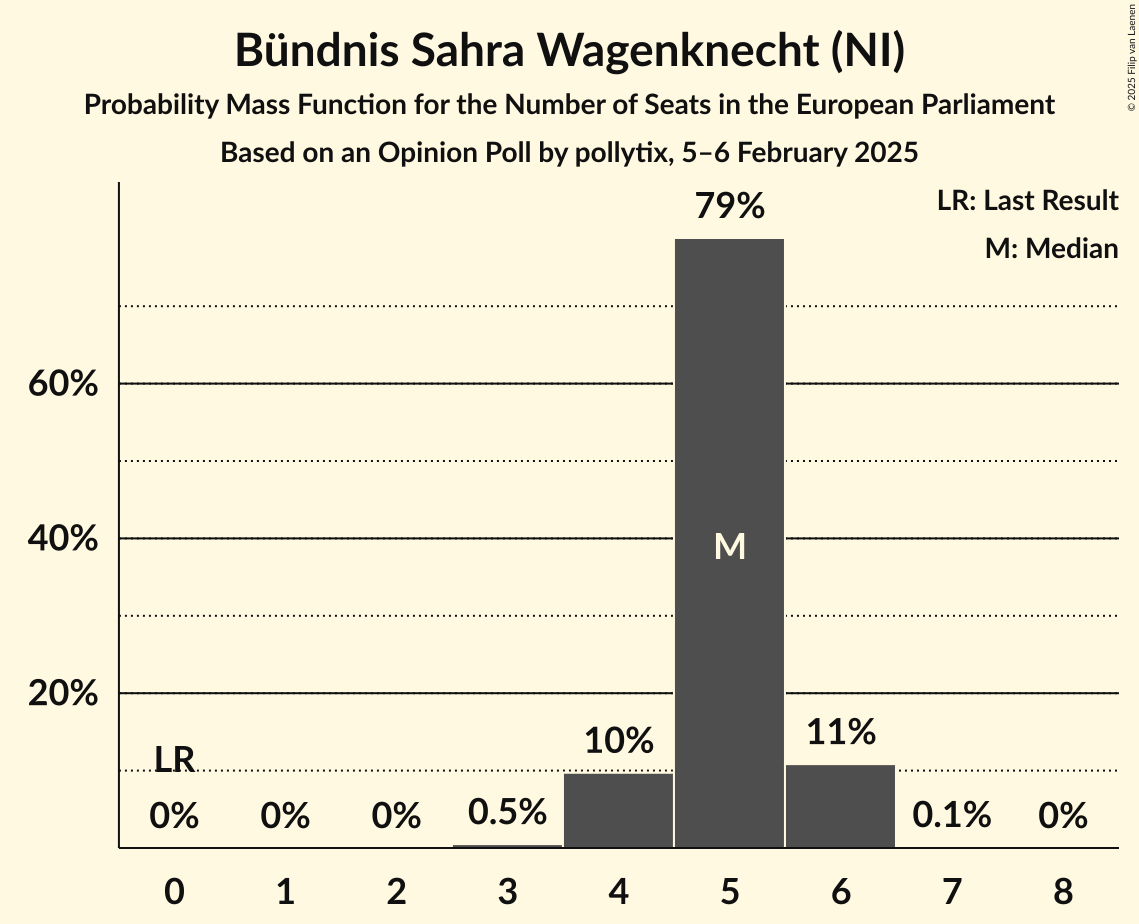 Bündnis Sahra Wagenknecht (NI)
Probability Mass Function for the Number of Seats in the European Parliament
Based on an Opinion Poll by pollytix, 5–6 February 2025
© 2025 Filip van Laenen
LR: Last Result
M: Median
79%
60%
40%
M
20%
LR
0%
0%
0%
0.5%
10%
11%
0.1%
0%
0 1 2 3 4 5 6 7 8